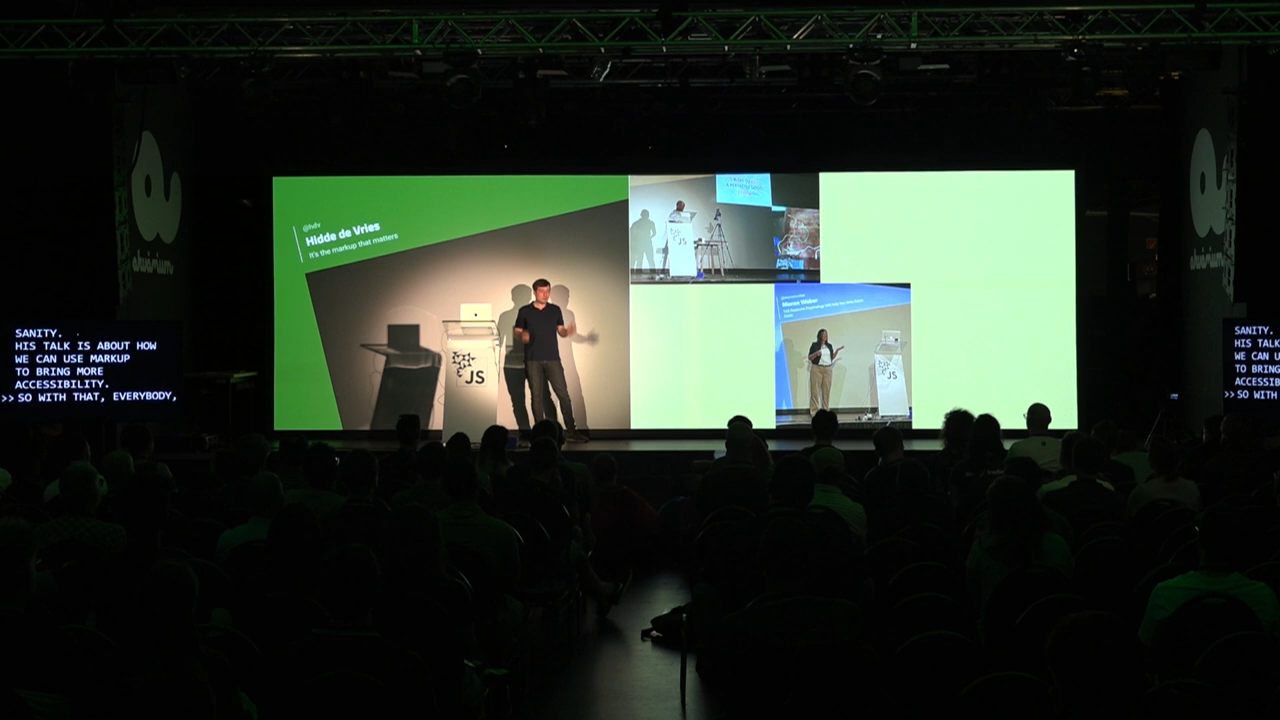 @hdv
Hidde de Vries
It's the markup that matters
JS
JS
JS
akvarium
SANITY.
HIS TALK IS ABOUT HOW
WE CAN USE MARKUP
TO BRING MORE
ACCESSIBILITY.
>> SO WITH THAT, EVERYBODY,
SANITY.
HIS TALK
WE CAN U
TO BRING
ACCESSIB
>> SO WITH